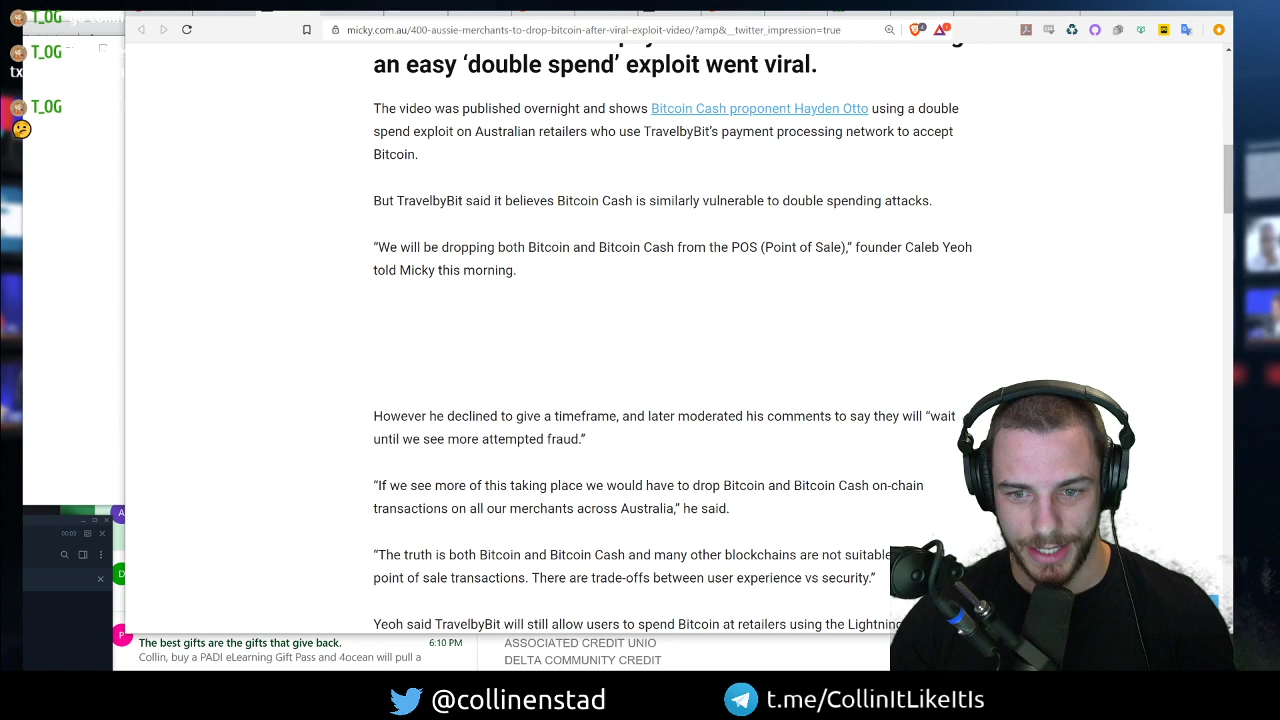 T_OG go collin
T_OG
tx
T_OG
micky.com.au/400-aussie-merchants-to-drop-bitcoin-after-viral-exploit-video/?amp&__twitter_impression=true
an easy ‘double spend’ exploit went viral.
The video was published overnight and shows Bitcoin Cash proponent Hayden Otto using a double
spend exploit on Australian retailers who use TravelbyBit’s payment processing network to accept
Bitcoin.
But TravelbyBit said it believes Bitcoin Cash is similarly vulnerable to double spending attacks.
“We will be dropping both Bitcoin and Bitcoin Cash from the POS (Point of Sale),” founder Caleb Yeoh
told Micky this morning.
However he declined to give a timeframe, and later moderated his comments to say they will “wait
until we see more attempted fraud.”
“If we see more of this taking place we would have to drop Bitcoin and Bitcoin Cash on-chain
transactions on all our merchants across Australia,” he said.
“The truth is both Bitcoin and Bitcoin Cash and many other blockchains are not suitable
point of sale transactions. There are trade-offs between user experience vs security.”
Yeoh said TravelbyBit will still allow users to spend Bitcoin at retailers using the Lightning
00:03
A
D
P
The best gifts are the gifts that give back. 6:10 PM
Collin, buy a PADI eLearning Gift Pass and 4ocean will pull a
ASSOCIATED CREDIT UNIO
DELTA COMMUNITY CREDIT
@collinenstad
t.me/CollinItLikeItIs